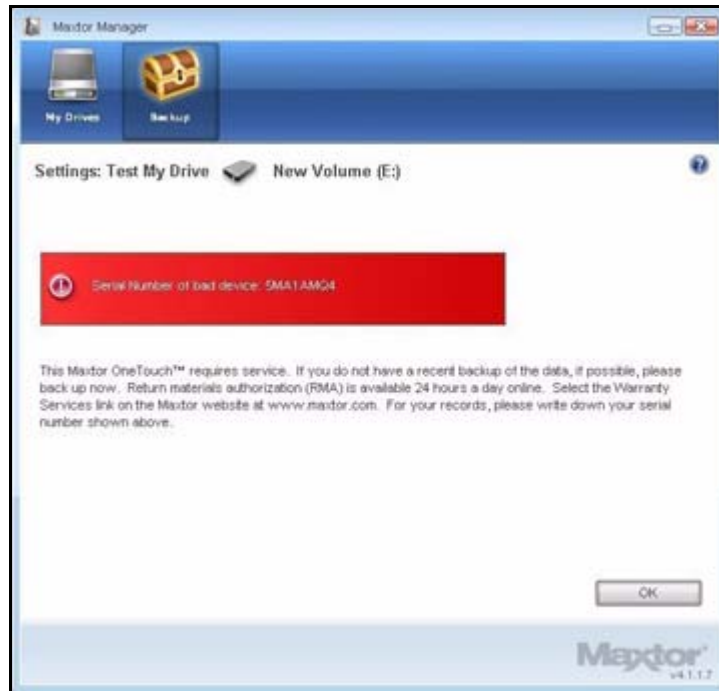 Maxtor Manager
My Drives
Backup
Settings: Test My Drive New Volume (E:)
Serial Number of bad device: 5MA1AMQ4
This Maxtor OneTouch™ requires service. If you do not have a recent backup of the data, if possible, please
back up now. Return materials authorization (RMA) is available 24 hours a day online. Select the Warranty
Services link on the Maxtor website at www.maxtor.com. For your records, please write down your serial
number shown above.
OK
Maxtor
v4.1.1.7